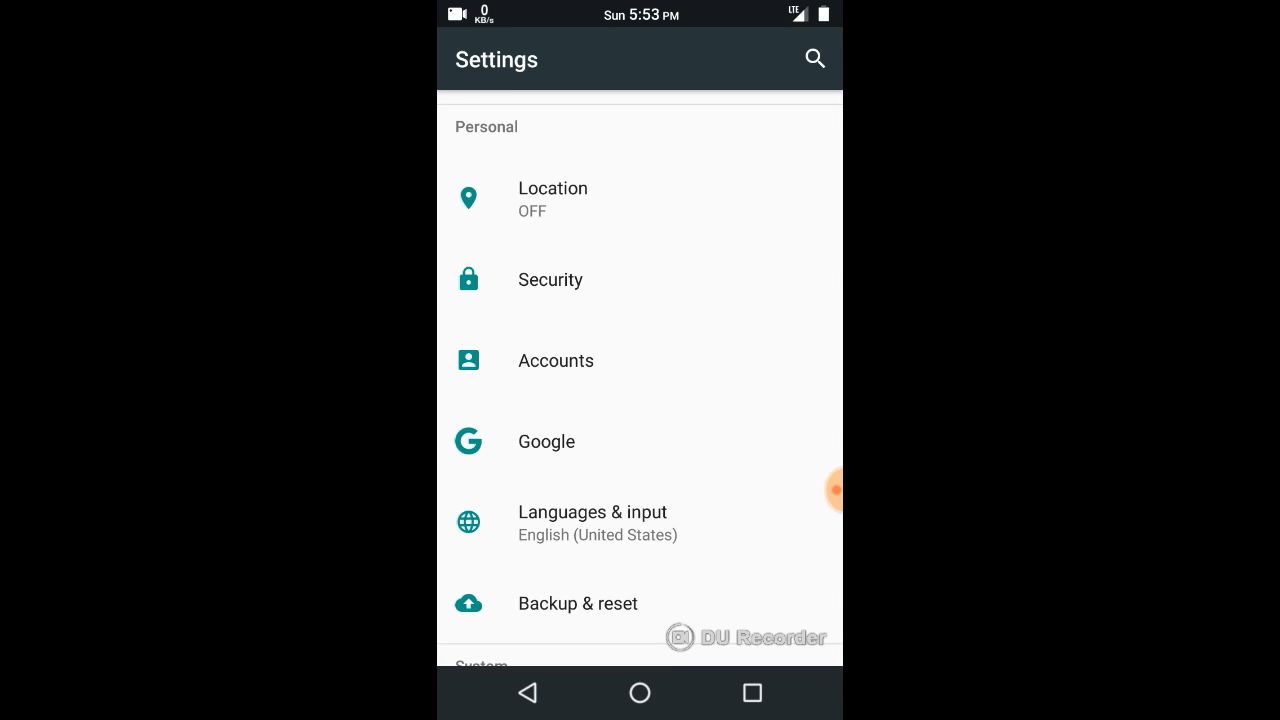 0
KB/s
Sun 5:53 PM
LTE
Settings
Personal
Location
OFF
Security
Accounts
Google
Languages & input
English (United States)
Backup & reset
DU Recorder
System